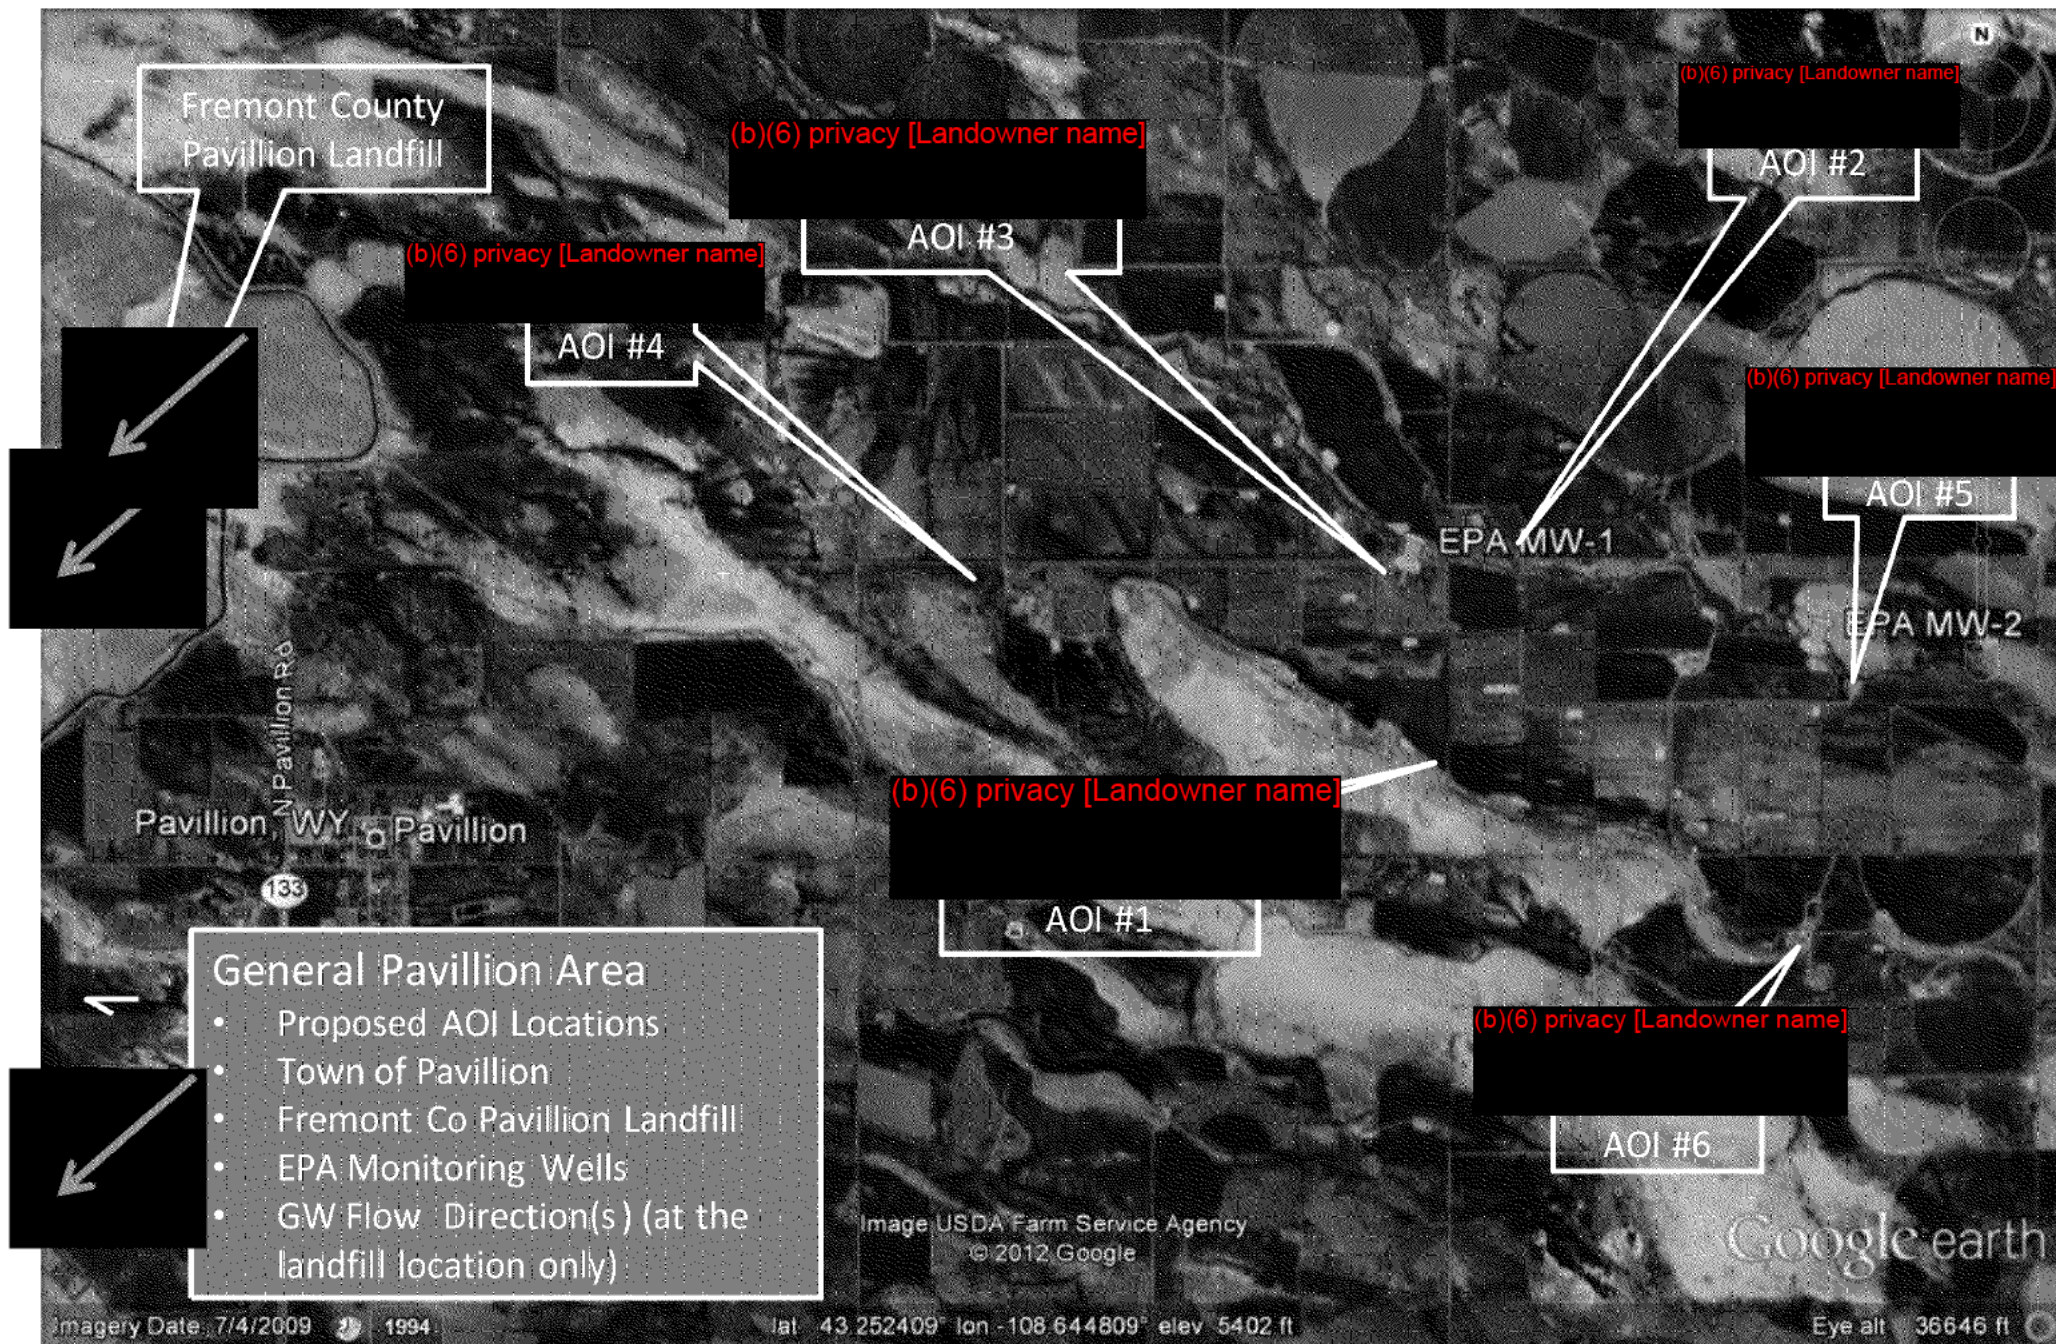 N
(b)(6) privacy [Landowner name]
Fremont County
Pavillion Landfill
(b)(6) privacy [Landowner name]
AOI #2
AOI #3
(b)(6) privacy [Landowner name]
AOI #4
(b)(6) privacy [Landowner name]
AOI #5
EPA MW-1
EPA MW-2
N Pavillion Rd
(b)(6) privacy [Landowner name]
Pavillion, WY
Pavillion
133
AOI #1
General Pavillion Area
• Proposed AOI Locations
• Town of Pavillion
• Fremont Co Pavillion Landfill
• EPA Monitoring Wells
• GW Flow Direction(s) (at the
landfill location only)
(b)(6) privacy [Landowner name]
AOI #6
Image USDA Farm Service Agency
© 2012 Google
Google earth
Imagery Date 7/4/2009
1994
lat 43.252409° lon -108.644809° elev 5402 ft
Eye alt 36646 ft